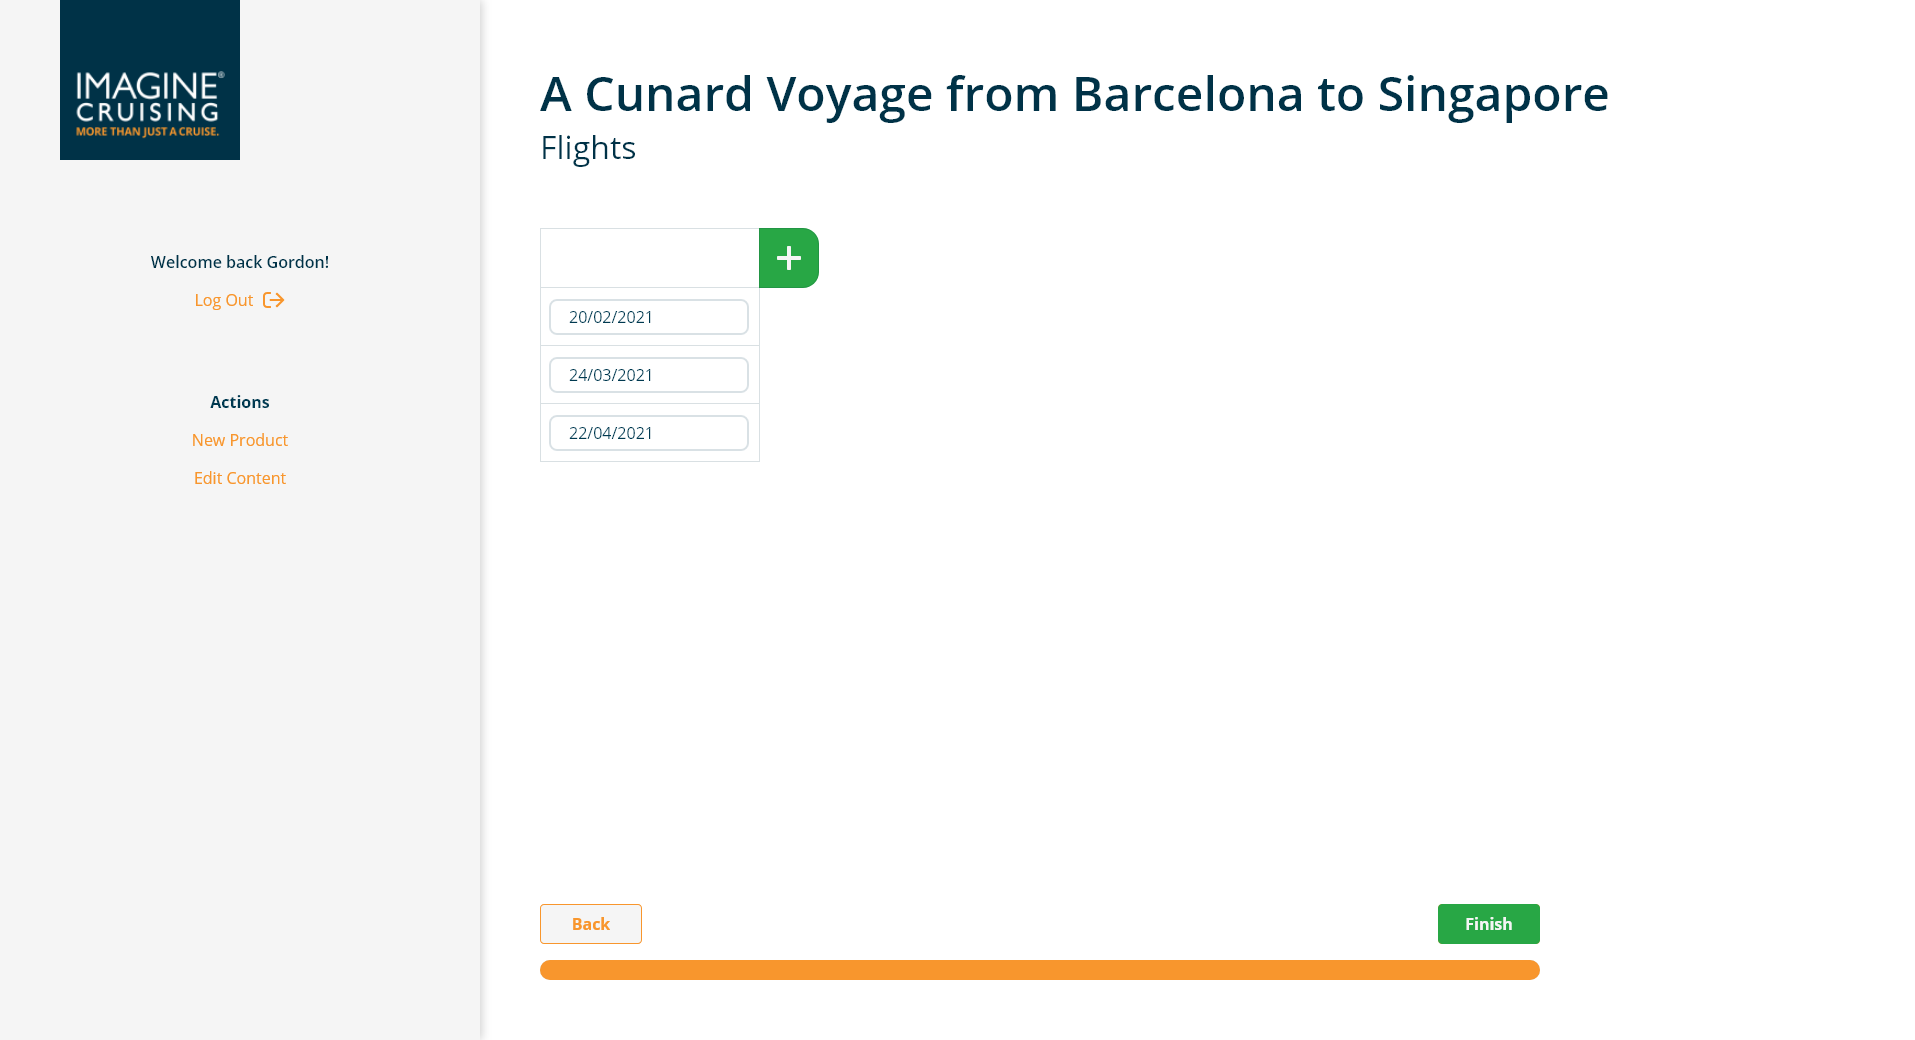 IMAGINE®
CRUISING
MORE THAN JUST A CRUISE.
Welcome back Gordon!
Log Out
Actions
New Product
Edit Content
A Cunard Voyage from Barcelona to Singapore
Flights
20/02/2021
24/03/2021
22/04/2021
Back
Finish